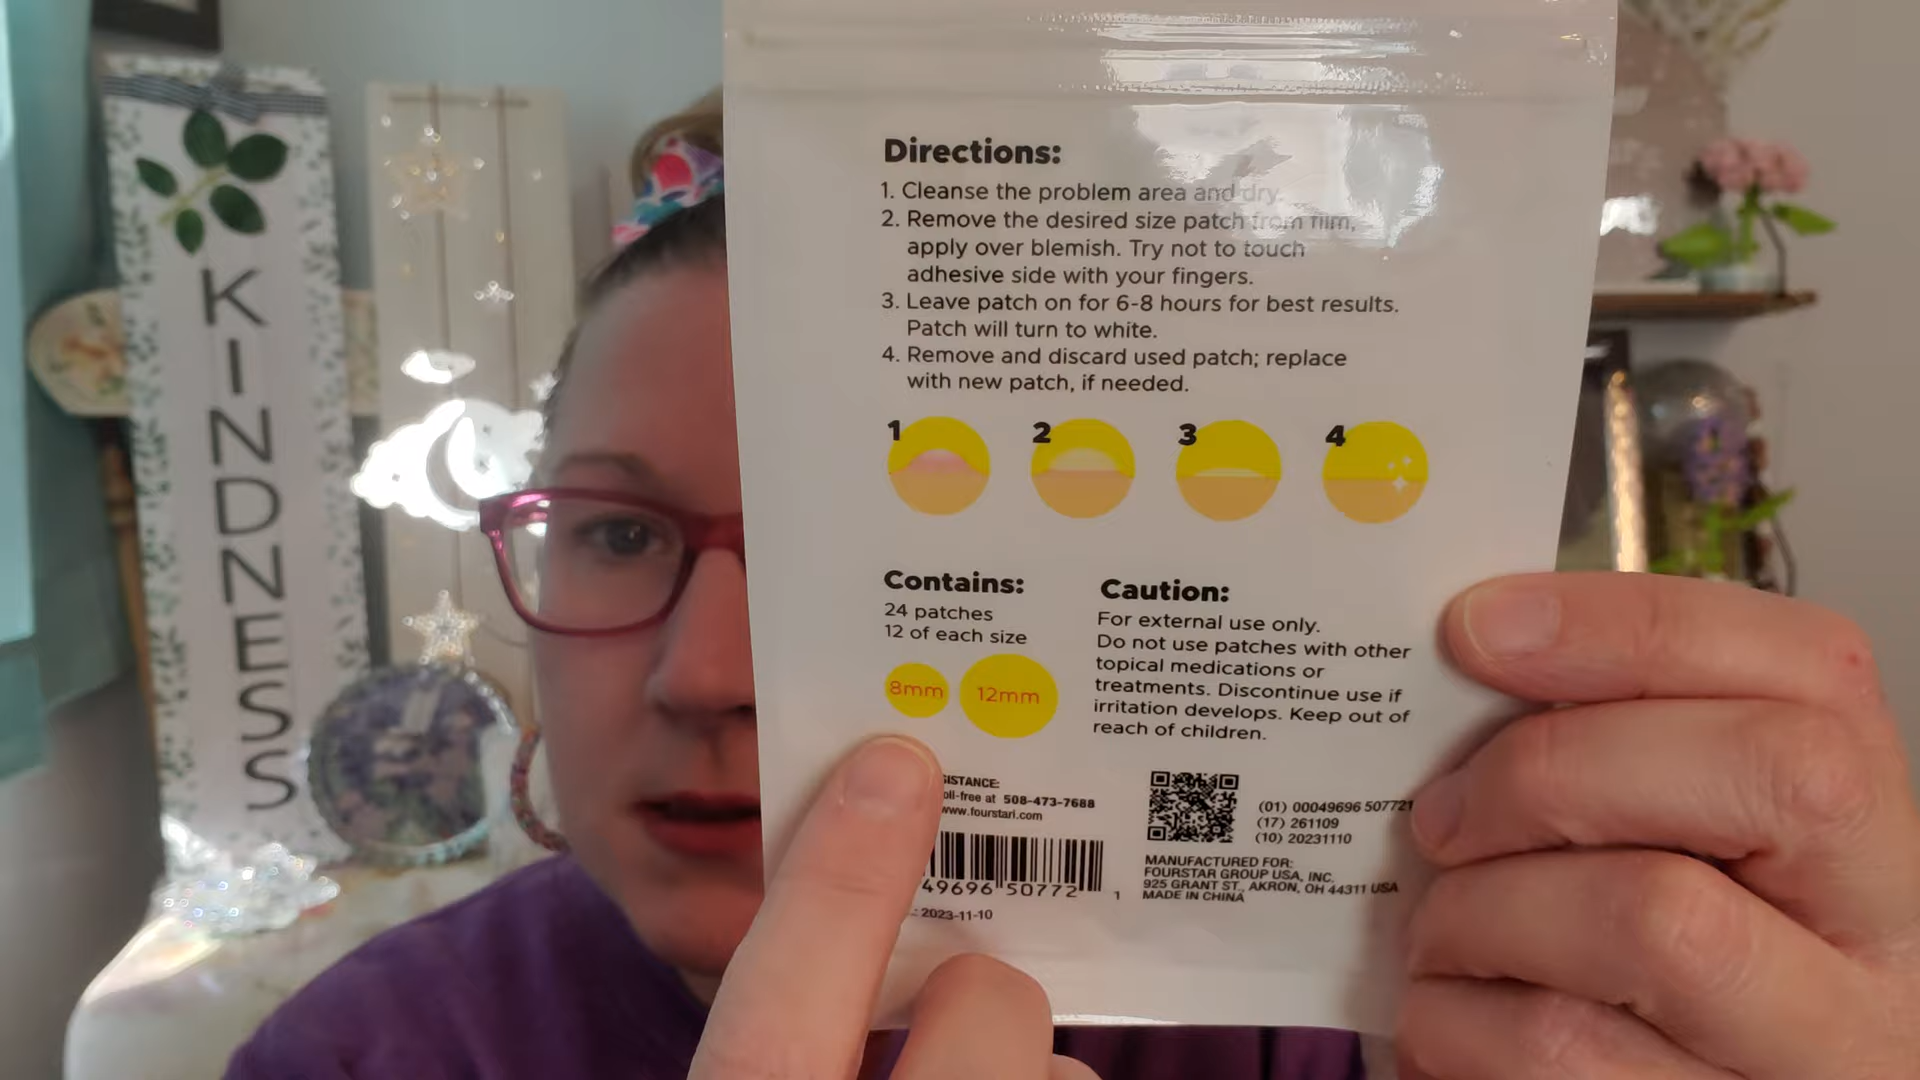 KINDNESS
Directions:
1. Cleanse the problem area and dry.
2. Remove the desired size patch from film,
apply over blemish. Try not to touch
adhesive side with your fingers.
3. Leave patch on for 6-8 hours for best results.
Patch will turn to white.
4. Remove and discard used patch; replace
with new patch, if needed.
1 2 3 4
Contains:
24 patches
12 of each size
8mm 12mm
Caution:
For external use only.
Do not use patches with other
topical medications or
treatments. Discontinue use if
irritation develops. Keep out of
reach of children.
ISTANCE:
oll-free at 508-473-7688
www.fourstari.com
49696 50772 1
: 2023-11-10
(01) 00049696 507721
(17) 261109
(10) 20231110
MANUFACTURED FOR:
FOURSTAR GROUP USA, INC.
925 GRANT ST., AKRON, OH 44311 USA
MADE IN CHINA